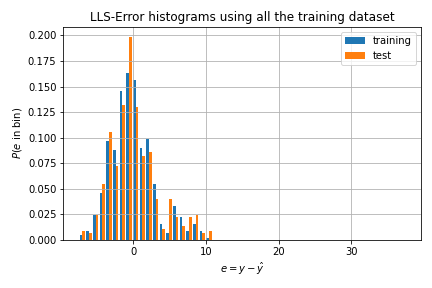 LLS-Error histograms using all the training dataset
training
test
0.200
0.175
0.150
0.125
0.100
0.075
0.050
0.025
0.000
P(e in bin)
0 10 20 30
e = y − ŷ